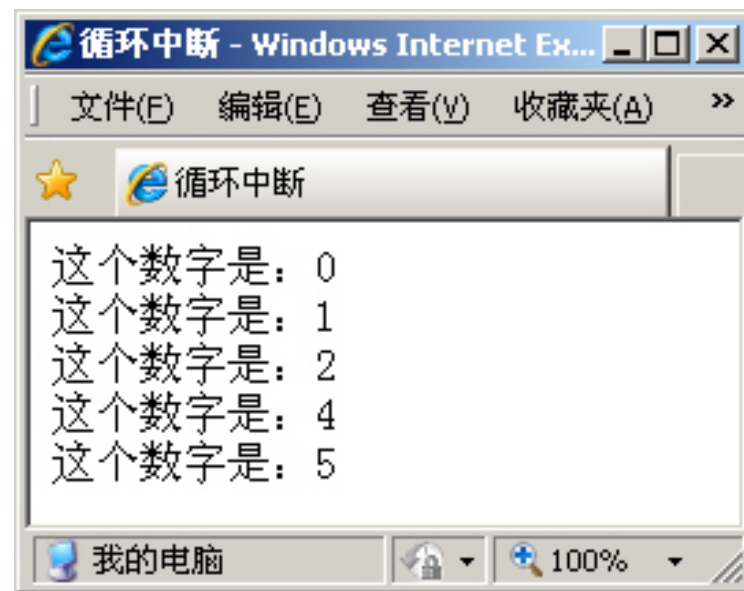 循环中断 - Windows Internet Ex...
文件(F) 编辑(E) 查看(V) 收藏夹(A) »
循环中断
这个数字是：0
这个数字是：1
这个数字是：2
这个数字是：4
这个数字是：5
我的电脑 100%